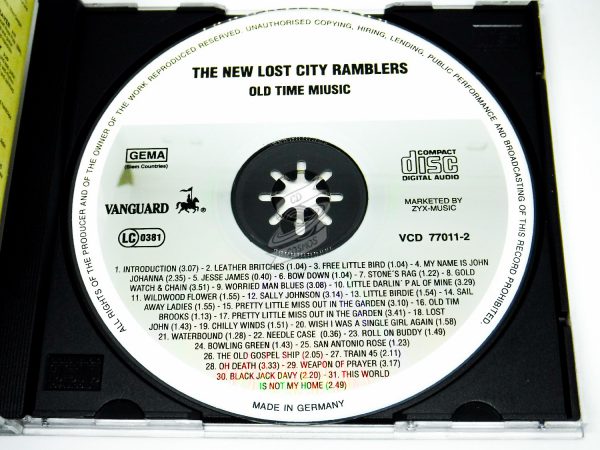 ALL RIGHTS OF THE PRODUCER AND OF THE OWNER OF THE WORK REPRODUCED RESERVED. UNAUTHORISED COPYING, HIRING, LENDING, PUBLIC PERFORMANCE AND BROADCASTING OF THIS RECORD PROHIBITED.
THE NEW LOST CITY RAMBLERS
OLD TIME MIUSIC
GEMA
(Biem Countries)
COMPACT
disc
DIGITAL AUDIO
VANGUARD ®
MARKETED BY
ZYX-MUSIC
LC 0381
VCD 77011-2
CD
COSMOS
1. INTRODUCTION (3.07) - 2. LEATHER BRITCHES (1.04) - 3. FREE LITTLE BIRD (1.04) - 4. MY NAME IS JOHN
JOHANNA (2.35) - 5. JESSE JAMES (0.40) - 6. BOW DOWN (1.04) - 7. STONE'S RAG (1.22) - 8. GOLD
WATCH & CHAIN (3.51) - 9. WORRIED MAN BLUES (3.08) - 10. LITTLE DARLIN' PAL OF MINE (3.29)
11. WILDWOOD FLOWER (1.55) - 12. SALLY JOHNSON (3.14) - 13. LITTLE BIRDIE (1.54) - 14. SAIL
AWAY LADIES (1.55) - 15. PRETTY LITTLE MISS OUT IN THE GARDEN (3.10) - 16. OLD TIM
BROOKS (1.13) - 17. PRETTY LITTLE MISS OUT IN THE GARDEN (3.41) - 18. LOST
JOHN (1.43) - 19. CHILLY WINDS (1.51) - 20. WISH I WAS A SINGLE GIRL AGAIN (1.58)
21. WATERBOUND (1.28) - 22. NEEDLE CASE (0.36) - 23. ROLL ON BUDDY (1.49)
24. BOWLING GREEN (1.43) - 25. SAN ANTONIO ROSE (1.23)
26. THE OLD GOSPEL SHIP (2.05) - 27. TRAIN 45 (2.11)
28. OH DEATH (3.33) - 29. WEAPON OF PRAYER (3.17)
30. BLACK JACK DAVY (2.20) - 31. THIS WORLD
IS NOT MY HOME (2.49)
MADE IN GERMANY